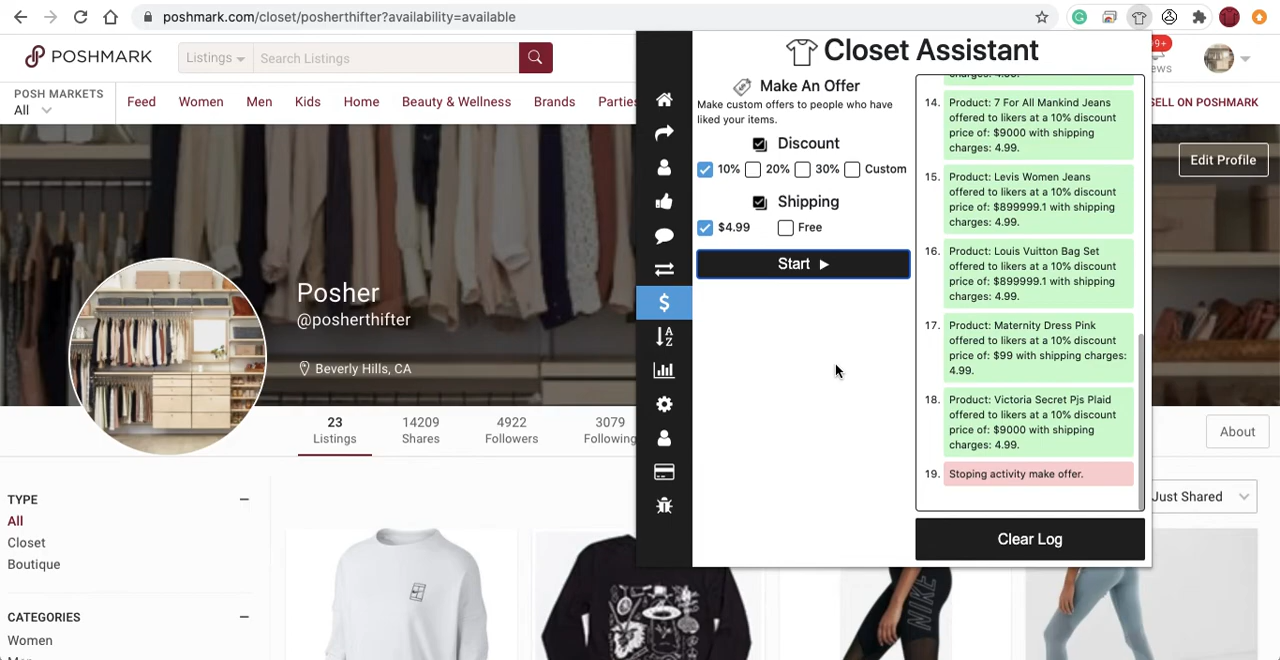 poshmark.com/closet/posherthifter?availability=available
POSHMARK
Listings
Search Listings
9+
ews
POSH MARKETS
All
Feed
Women
Men
Kids
Home
Beauty & Wellness
Brands
Parties
SELL ON POSHMARK
Edit Profile
Posher
@posherthifter
Beverly Hills, CA
23
Listings
14209
Shares
4922
Followers
3079
Following
About
Just Shared
TYPE
All
Closet
Boutique
CATEGORIES
Women
Men
NIKE
Closet Assistant
Make An Offer
Make custom offers to people who have
liked your items.
Discount
10%
20%
30%
Custom
Shipping
$4.99
Free
Start
$
A
Z
charges: 4.99.
14. Product: 7 For All Mankind Jeans
offered to likers at a 10% discount
price of: $9000 with shipping
charges: 4.99.
15. Product: Levis Women Jeans
offered to likers at a 10% discount
price of: $899999.1 with shipping
charges: 4.99.
16. Product: Louis Vuitton Bag Set
offered to likers at a 10% discount
price of: $899999.1 with shipping
charges: 4.99.
17. Product: Maternity Dress Pink
offered to likers at a 10% discount
price of: $99 with shipping charges:
4.99.
18. Product: Victoria Secret Pjs Plaid
offered to likers at a 10% discount
price of: $9000 with shipping
charges: 4.99.
19. Stoping activity make offer.
Clear Log